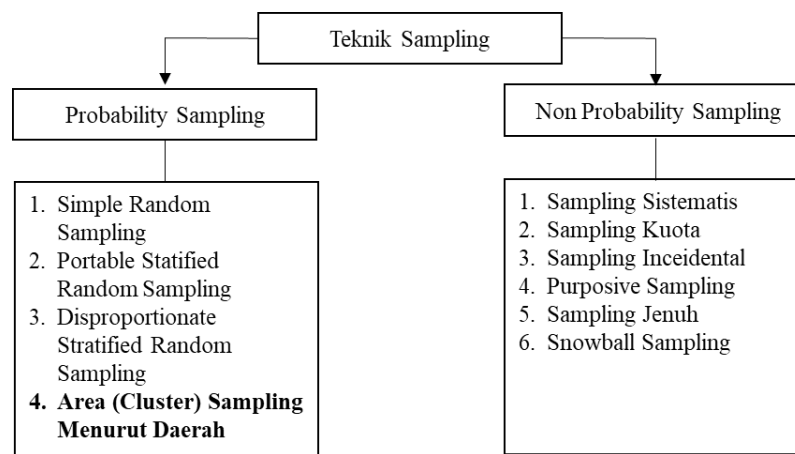 Teknik Sampling
Probability Sampling
Non Probability Sampling
1. Simple Random
Sampling
2. Portable Statified
Random Sampling
3. Disproportionate
Stratified Random
Sampling
4. Area (Cluster) Sampling
Menurut Daerah
1. Sampling Sistematis
2. Sampling Kuota
3. Sampling Inceidental
4. Purposive Sampling
5. Sampling Jenuh
6. Snowball Sampling